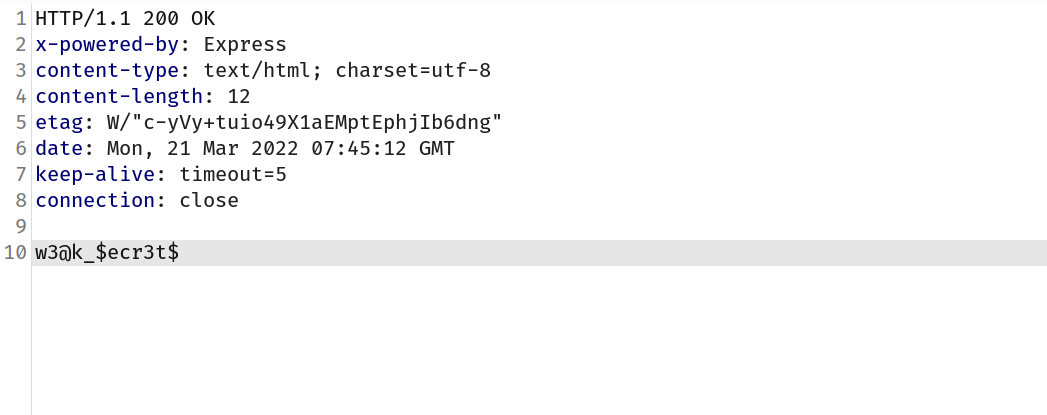 1 HTTP/1.1 200 OK
2 x-powered-by: Express
3 content-type: text/html; charset=utf-8
4 content-length: 12
5 etag: W/"c-yVy+tuio49X1aEMptEphjIb6dng"
6 date: Mon, 21 Mar 2022 07:45:12 GMT
7 keep-alive: timeout=5
8 connection: close
9
10 w3@k_$ecr3t$